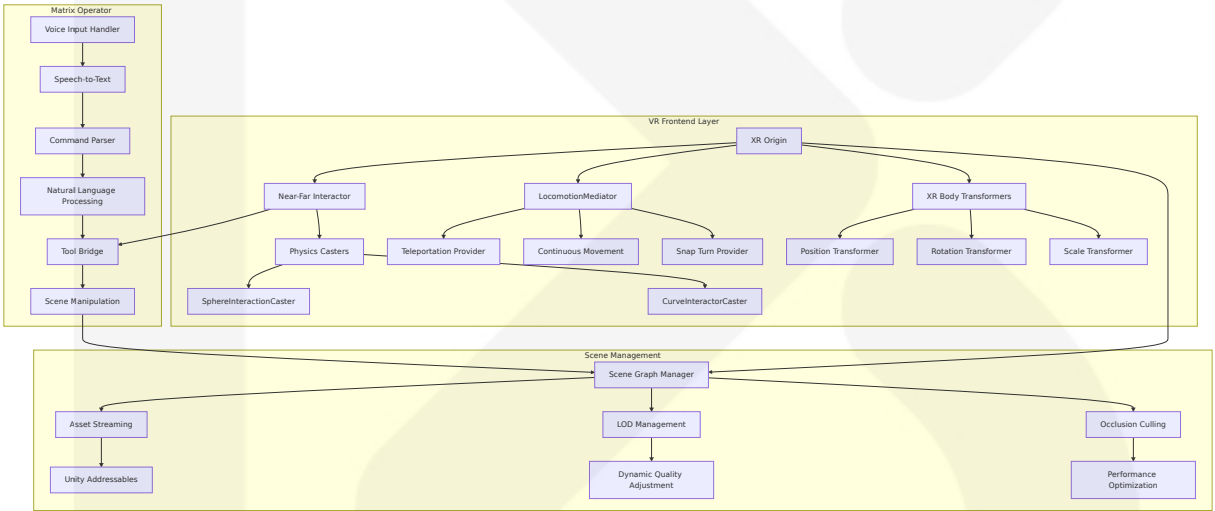 Matrix Operator
Voice Input Handler
Speech-to-Text
Command Parser
Natural Language
Processing
Tool Bridge
Scene Manipulation
VR Frontend Layer
XR Origin
Near-Far Interactor
LocomotionMediator
XR Body Transformers
Physics Casters
Teleportation Provider
Continuous Movement
Snap Turn Provider
Position Transformer
Rotation Transformer
Scale Transformer
SphereInteractionCaster
CurveInteractorCaster
Scene Management
Scene Graph Manager
Asset Streaming
LOD Management
Occlusion Culling
Unity Addressables
Dynamic Quality
Adjustment
Performance
Optimization